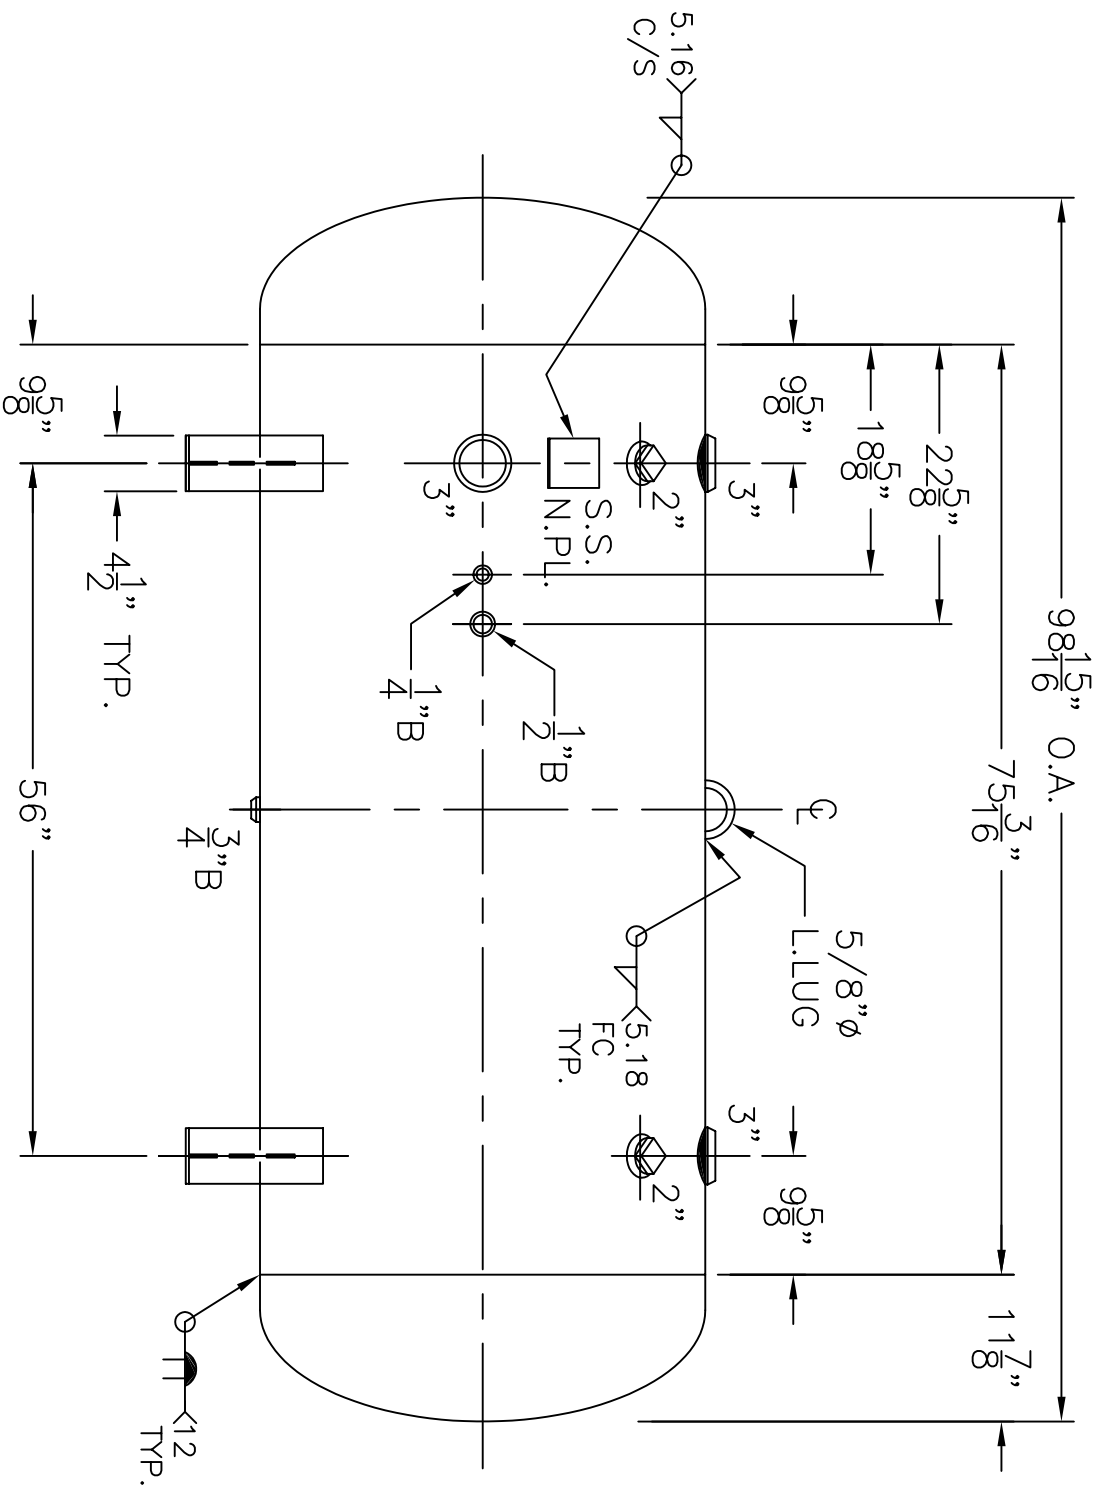 98 15/16" O.A.
75 3/16"
11 7/8"
22 5/8"
18 5/8"
9 5/8"
9 5/8"
5/8"ø
L.LUG
℄
5.16
C/S
3"
3"
2"
2"
S.S.
N.PL.
5.18
FC
TYP.
3"
1/2"B
1/4"B
3/4"B
4 1/2" TYP.
12
TYP.
9 5/8"
56"